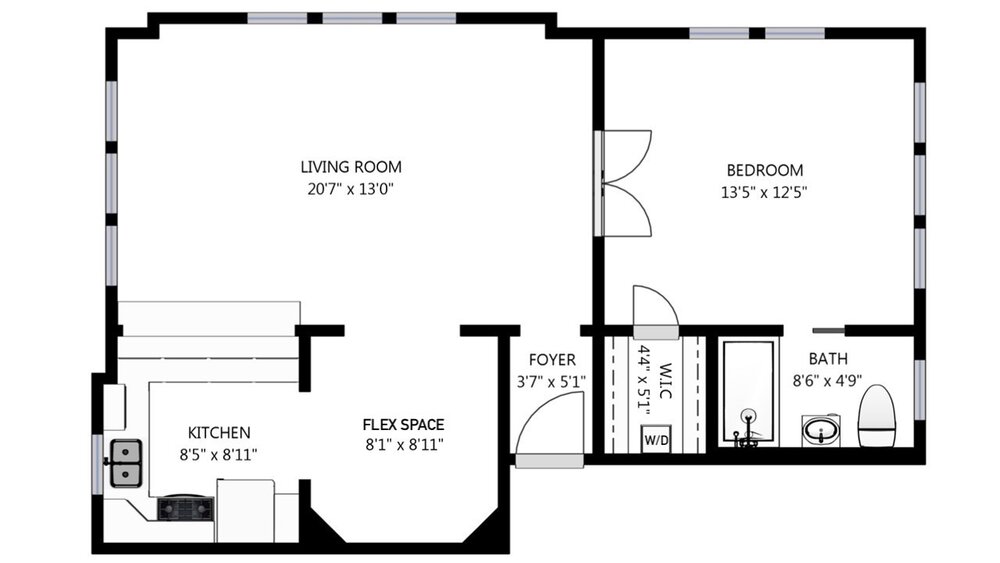 LIVING ROOM
20'7" x 13'0"
BEDROOM
13'5" x 12'5"
FOYER
3'7" x 5'1"
W.I.C
4'4" x 5'1"
W/D
BATH
8'6" x 4'9"
KITCHEN
8'5" x 8'11"
FLEX SPACE
8'1" x 8'11"